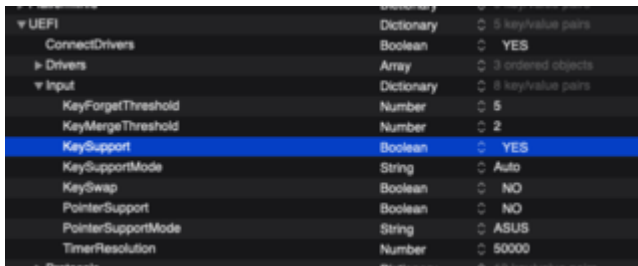 UEFI Dictionary 5 key/value pairs
ConnectDrivers Boolean YES
Drivers Array 3 ordered objects
Input Dictionary 8 key/value pairs
KeyForgetThreshold Number 5
KeyMergeThreshold Number 2
KeySupport Boolean YES
KeySupportMode String Auto
KeySwap Boolean NO
PointerSupport Boolean NO
PointerSupportMode String ASUS
TimerResolution Number 50000